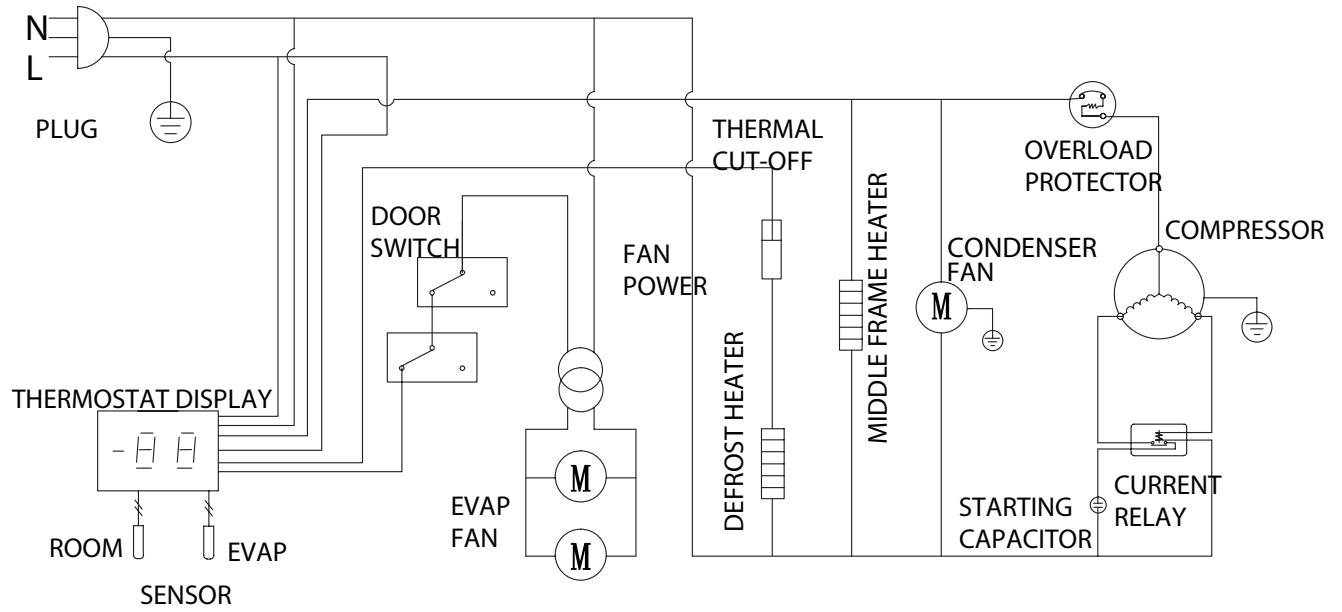 N
L
PLUG
THERMAL
CUT-OFF
OVERLOAD
PROTECTOR
DOOR
SWITCH
FAN
POWER
MIDDLE FRAME HEATER
CONDENSER
FAN
M
COMPRESSOR
THERMOSTAT DISPLAY
-88
DEFROST HEATER
M
EVAP
FAN
M
STARTING
CAPACITOR
CURRENT
RELAY
ROOM
EVAP
SENSOR